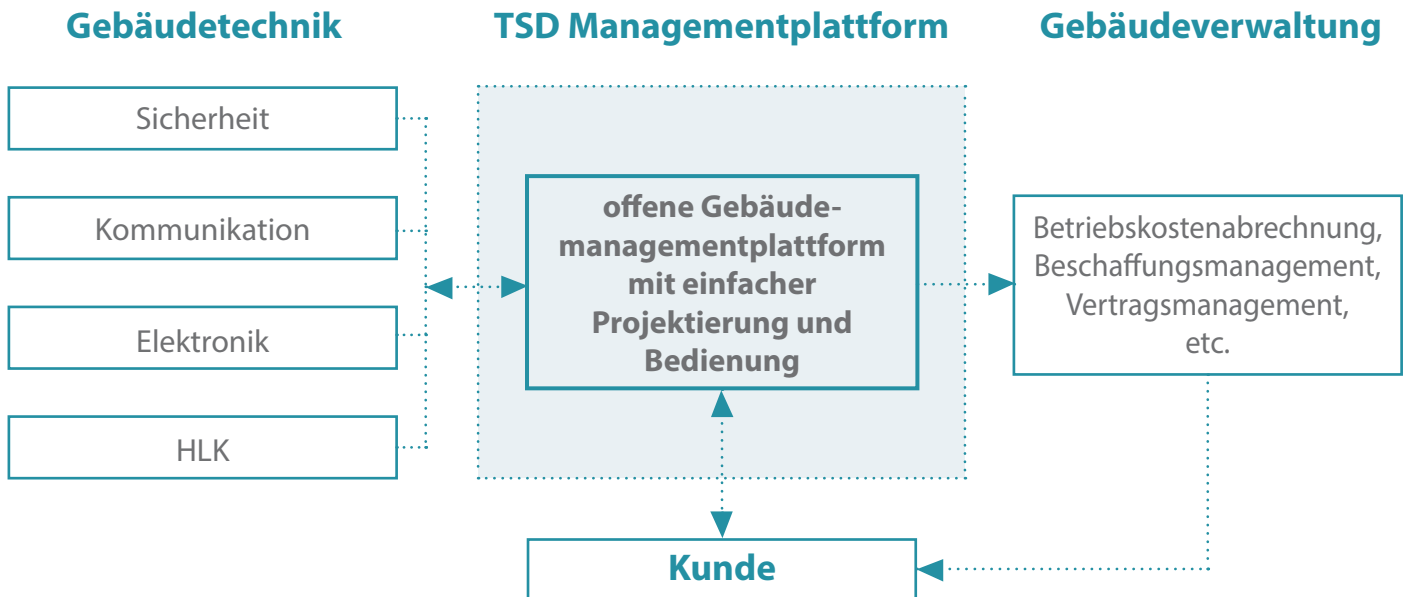 Gebäudetechnik
Sicherheit
Kommunikation
Elektronik
HLK
TSD Managementplattform
offene Gebäude-
managementplattform
mit einfacher
Projektierung und
Bedienung
Gebäudeverwaltung
Betriebskostenabrechnung,
Beschaffungsmanagement,
Vertragsmanagement,
etc.
Kunde